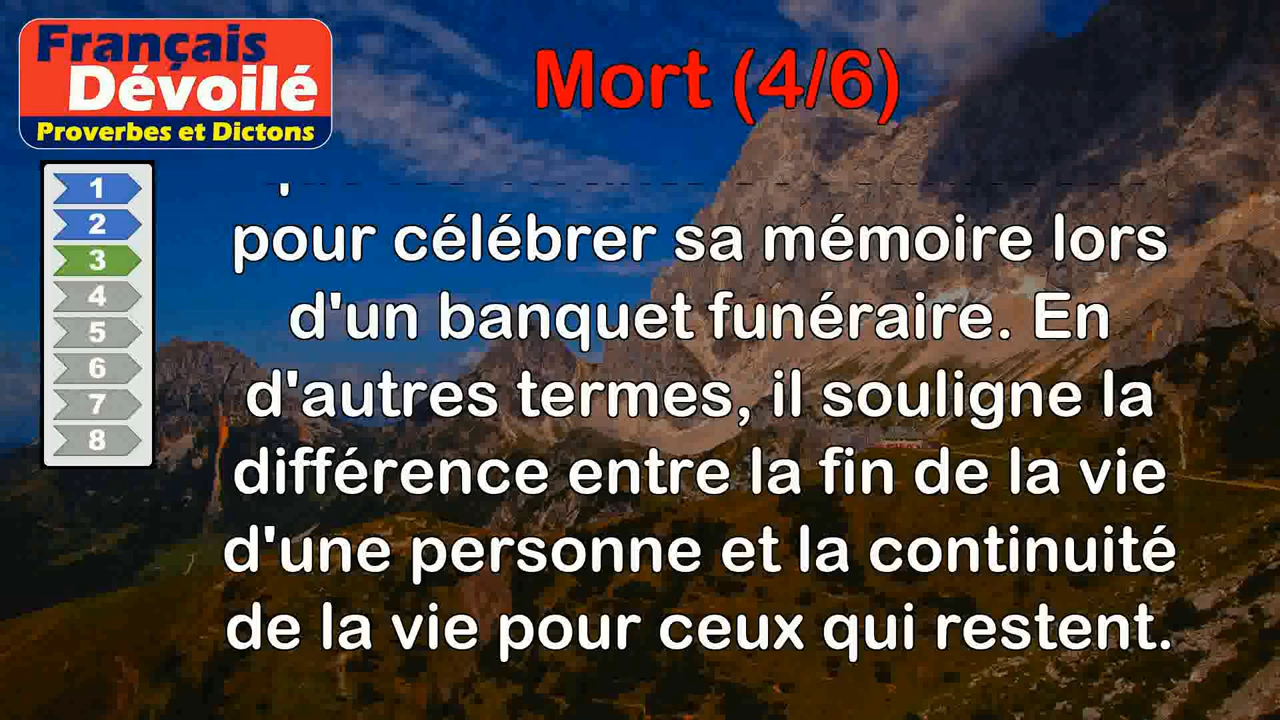 Français
Dévoilé
Proverbes et Dictons
Mort (4/6)
1
2
3
4
5
6
7
8
pour célébrer sa mémoire lors
d'un banquet funéraire. En
d'autres termes, il souligne la
différence entre la fin de la vie
d'une personne et la continuité
de la vie pour ceux qui restent.